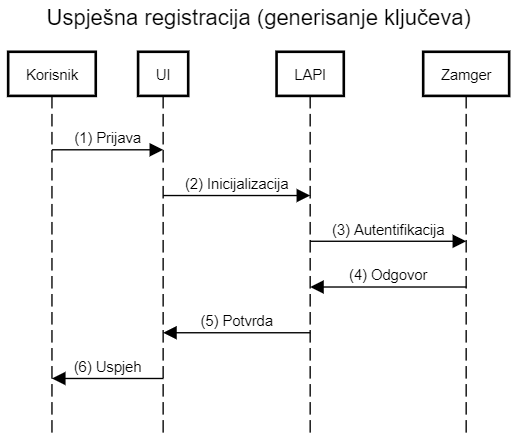 Uspješna registracija (generisanje ključeva)
Korisnik UI LAPI Zamger
(1) Prijava
(2) Inicijalizacija
(3) Autentifikacija
(4) Odgovor
(5) Potvrda
(6) Uspjeh